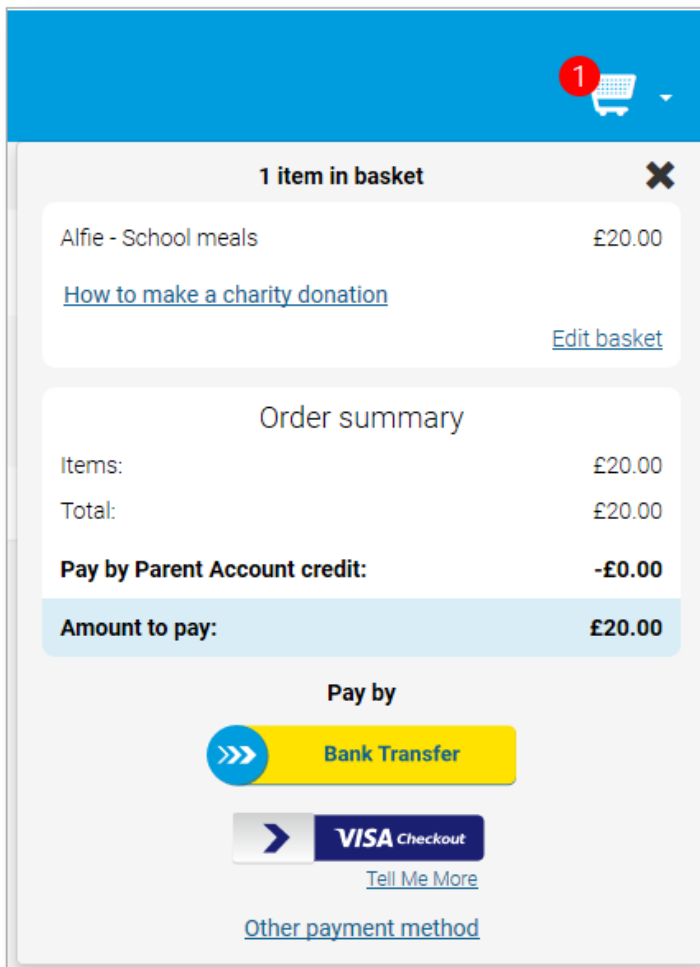 1
1 item in basket
Alfie - School meals £20.00
How to make a charity donation
Edit basket
Order summary
Items: £20.00
Total: £20.00
Pay by Parent Account credit: -£0.00
Amount to pay: £20.00
Pay by
Bank Transfer
VISA Checkout
Tell Me More
Other payment method